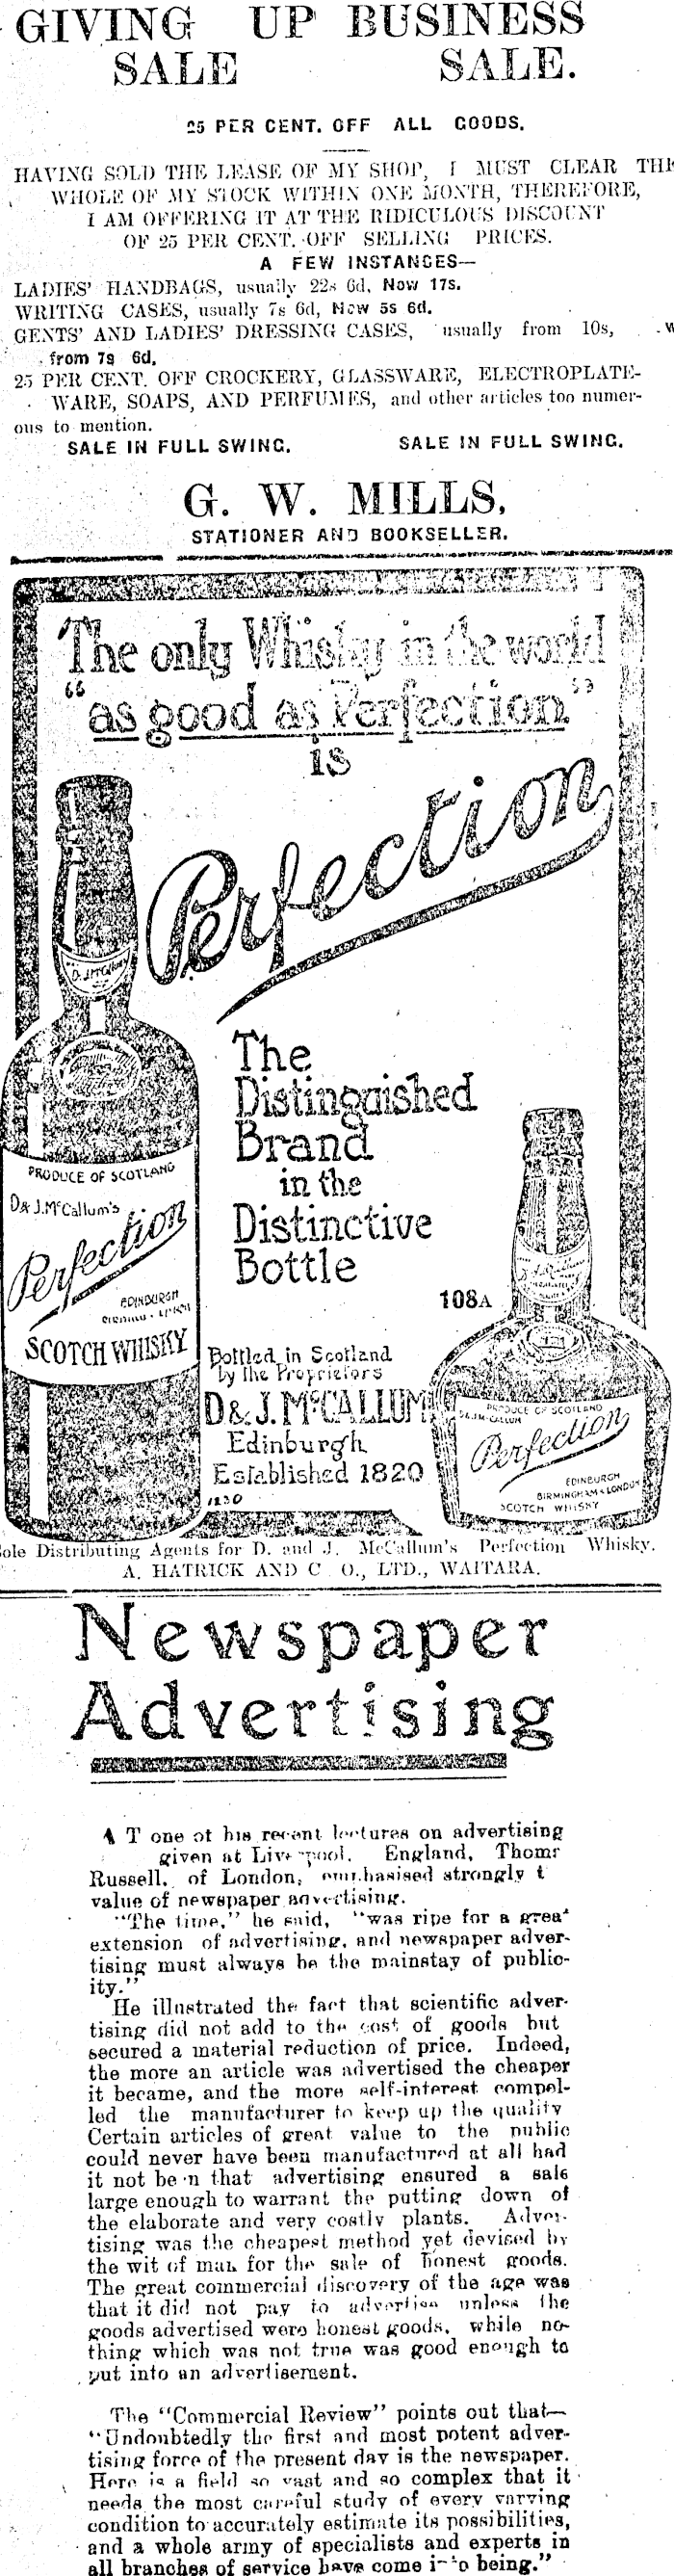 GIVING UP BUSINESS
SALE SALE.
25 PER CENT. OFF ALL GOODS.
HAVING SOLD THE LEASE OF MY SHOP, I MUST CLEAR THE
WHOLE OF MY STOCK WITHIN ONE MONTH, THEREFORE,
I AM OFFERING IT AT THE RIDICULOUS DISCOUNT
OF 25 PER CENT. OFF SELLING PRICES.
A FEW INSTANCES—
LADIES' HANDBAGS, usually 22s 6d, Now 17s.
WRITING CASES, usually 7s 6d, Now 5s 6d.
GENTS' AND LADIES' DRESSING CASES, usually from 10s,
from 7s 6d.
25 PER CENT. OFF CROCKERY, GLASSWARE, ELECTROPLATE-
WARE, SOAPS, AND PERFUMES, and other articles too numer-
ous to mention.
SALE IN FULL SWING. SALE IN FULL SWING.
G. W. MILLS,
STATIONER AND BOOKSELLER.
The only Whisky in the world
"as good as Perfection"
is
Perfection
The
Distinguished
Brand
in the
Distinctive
Bottle
D. J. McCallum
PRODUCE OF SCOTLAND
D & J. McCallum's
Perfection
EDINBURGH
SCOTCH WHISKY
108A
Bottled in Scotland
by the Proprietors
D. & J. McCALLUM
Edinburgh
Established 1820
1230
PRODUCE OF SCOTLAND
D & J. McCALLUM
Perfection
EDINBURGH
BIRMINGHAM & LONDON
SCOTCH WHISKY
ole Distributing Agents for D. and J. McCallum's Perfection Whisky.
A. HATRICK AND C O., LTD., WAITARA.
Newspaper
Advertising
A T one of his recent lectures on advertising
given at Liverpool, England, Thomr
Russell, of London, emphasised strongly t
value of newspaper advertising.
"The time," he said, "was ripe for a great
extension of advertising, and newspaper adver-
tising must always be the mainstay of public-
ity."
He illustrated the fact that scientific adver-
tising did not add to the cost of goods but
secured a material reduction of price. Indeed,
the more an article was advertised the cheaper
it became, and the more self-interest compel-
led the manufacturer to keep up the quality
Certain articles of great value to the public
could never have been manufactured at all had
it not be n that advertising ensured a sale
large enough to warrant the putting down of
the elaborate and very costly plants. Adver-
tising was the cheapest method yet devised by
the wit of man for the sale of honest goods.
The great commercial discovery of the age was
that it did not pay to advertise unless the
goods advertised were honest goods, while no-
thing which was not true was good enough to
put into an advertisement.
The "Commercial Review" points out that—
"Undoubtedly the first and most potent adver-
tising force of the present day is the newspaper.
Here is a field so vast and so complex that it
needs the most careful study of every varying
condition to accurately estimate its possibilities,
and a whole army of specialists and experts in
all branches of service have come into being."